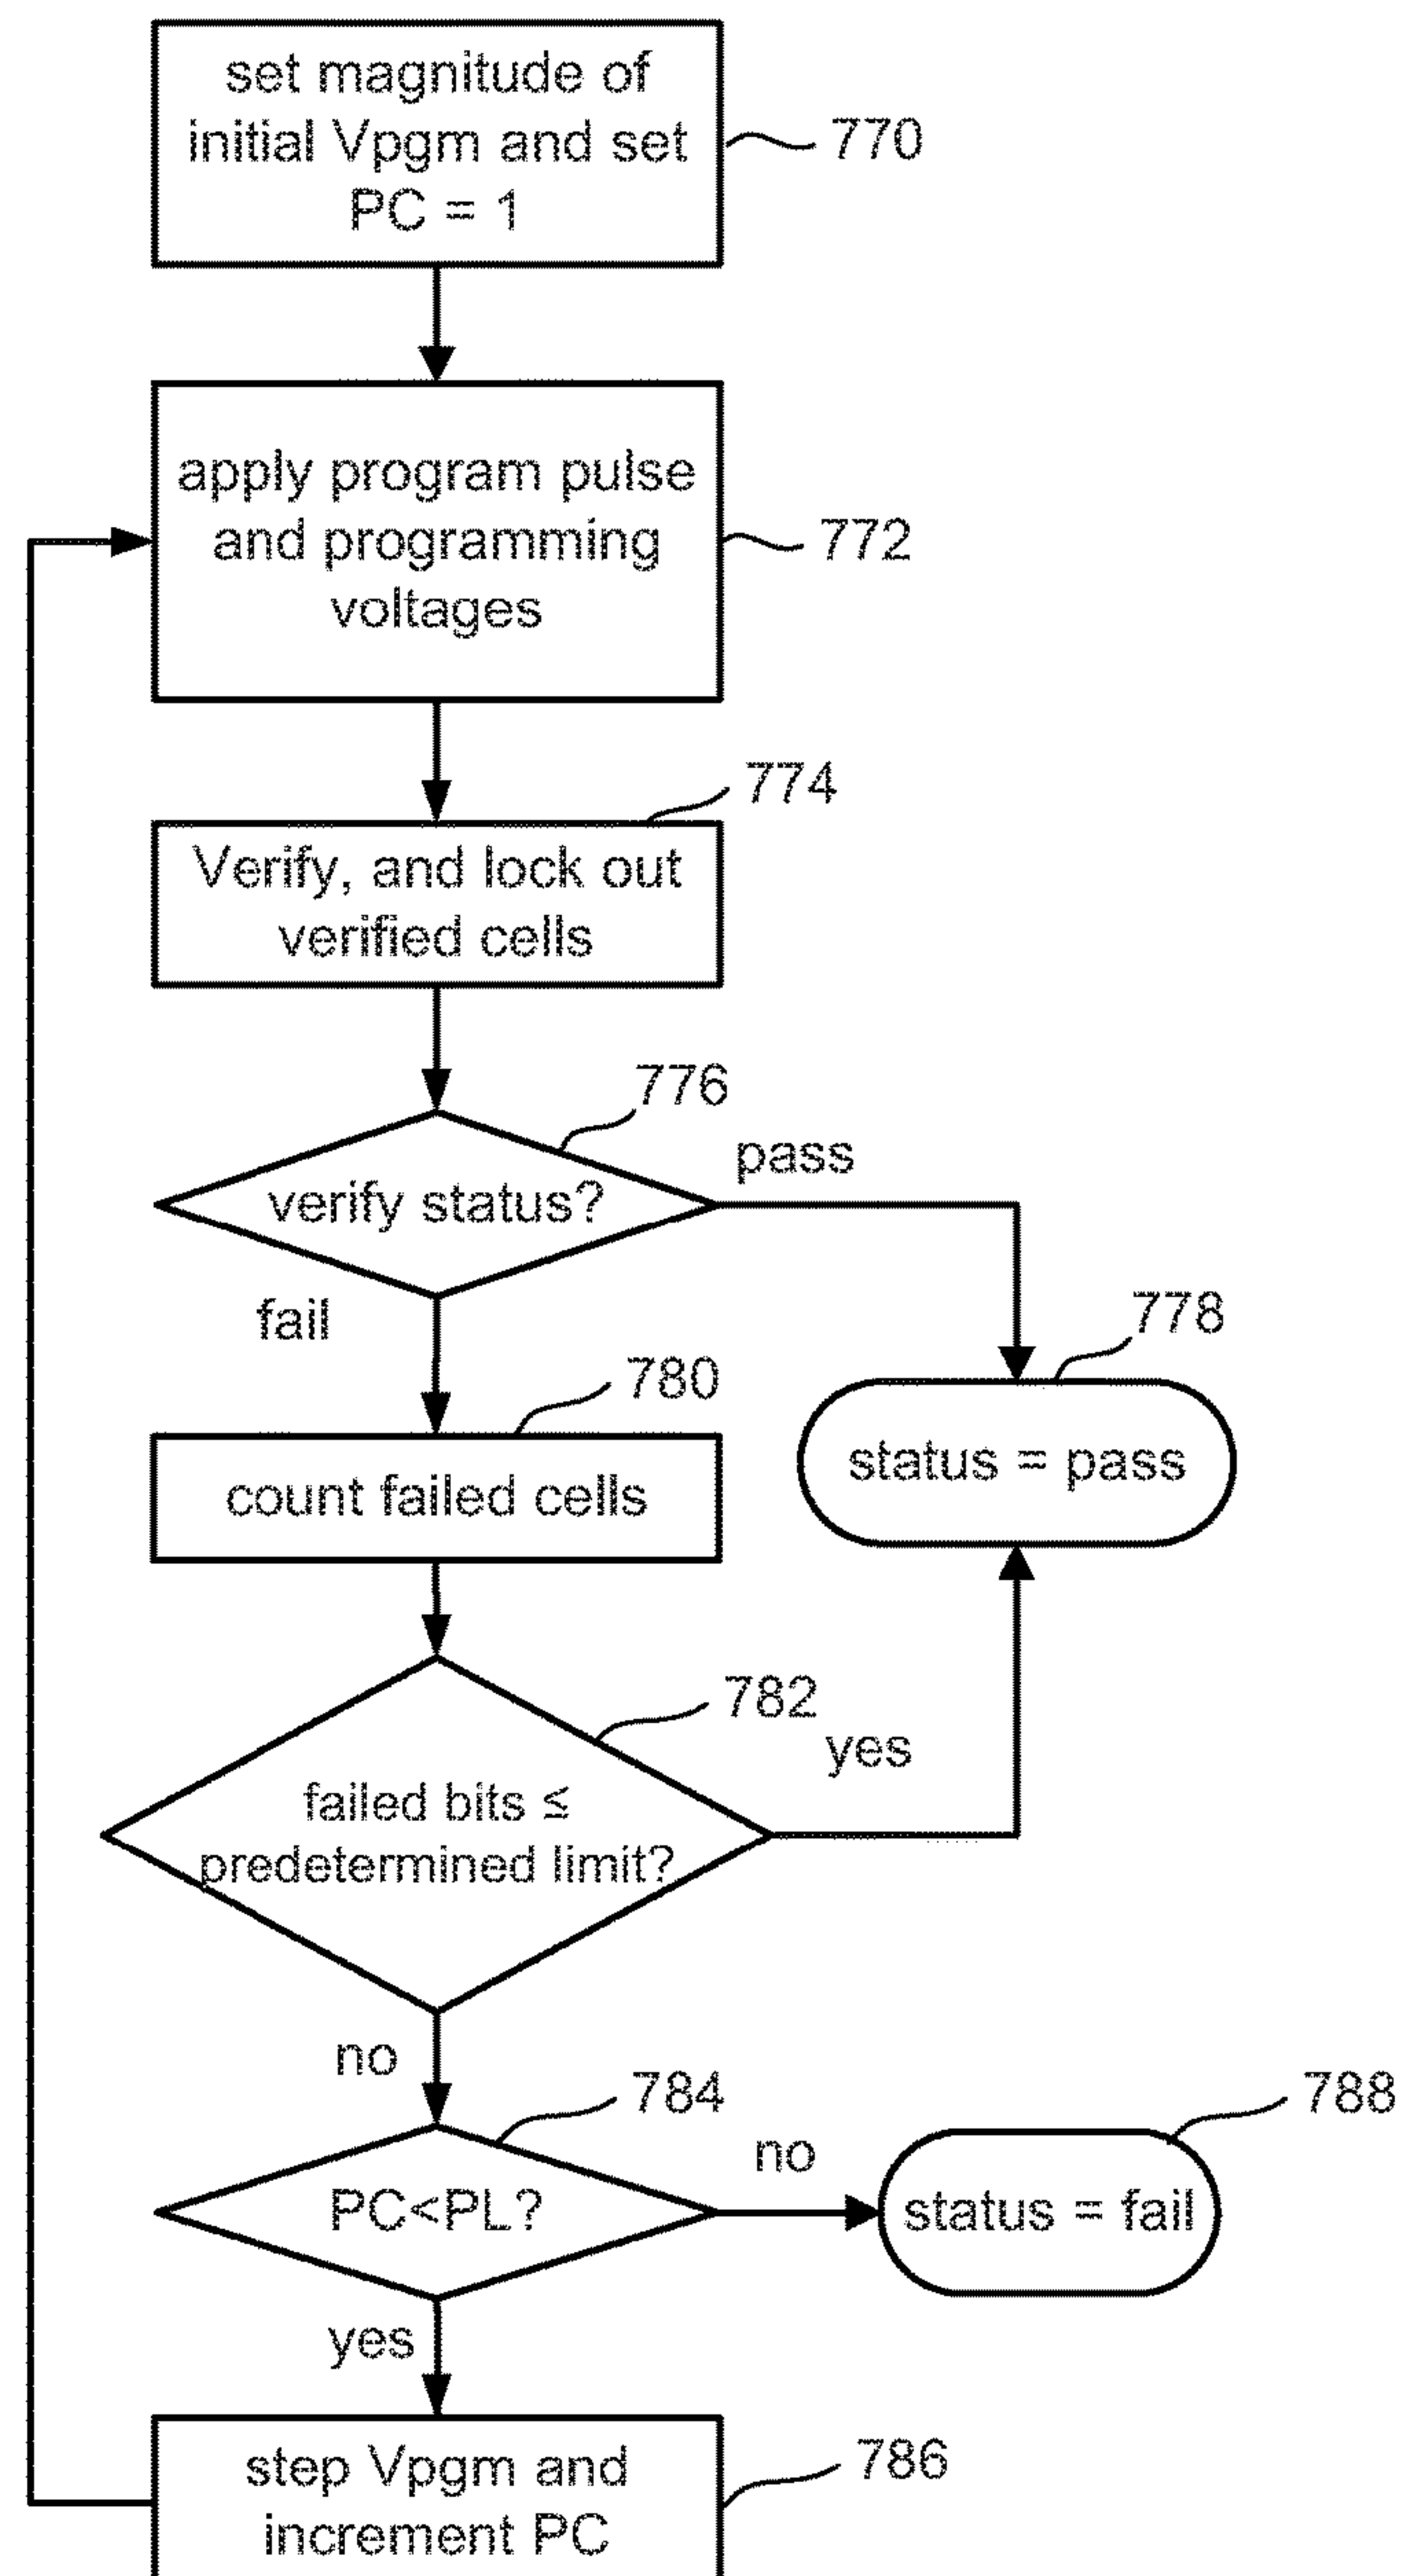 set magnitude of
initial Vpgm and set
PC = 1
770
apply program pulse
and programming
voltages
772
774
Verify, and lock out
verified cells
776
pass
verify status?
fail
778
780
status = pass
count failed cells
782
yes
failed bits ≤
predetermined limit?
no
784
788
no
PC<PL?
status = fail
yes
step Vpgm and
increment PC
786